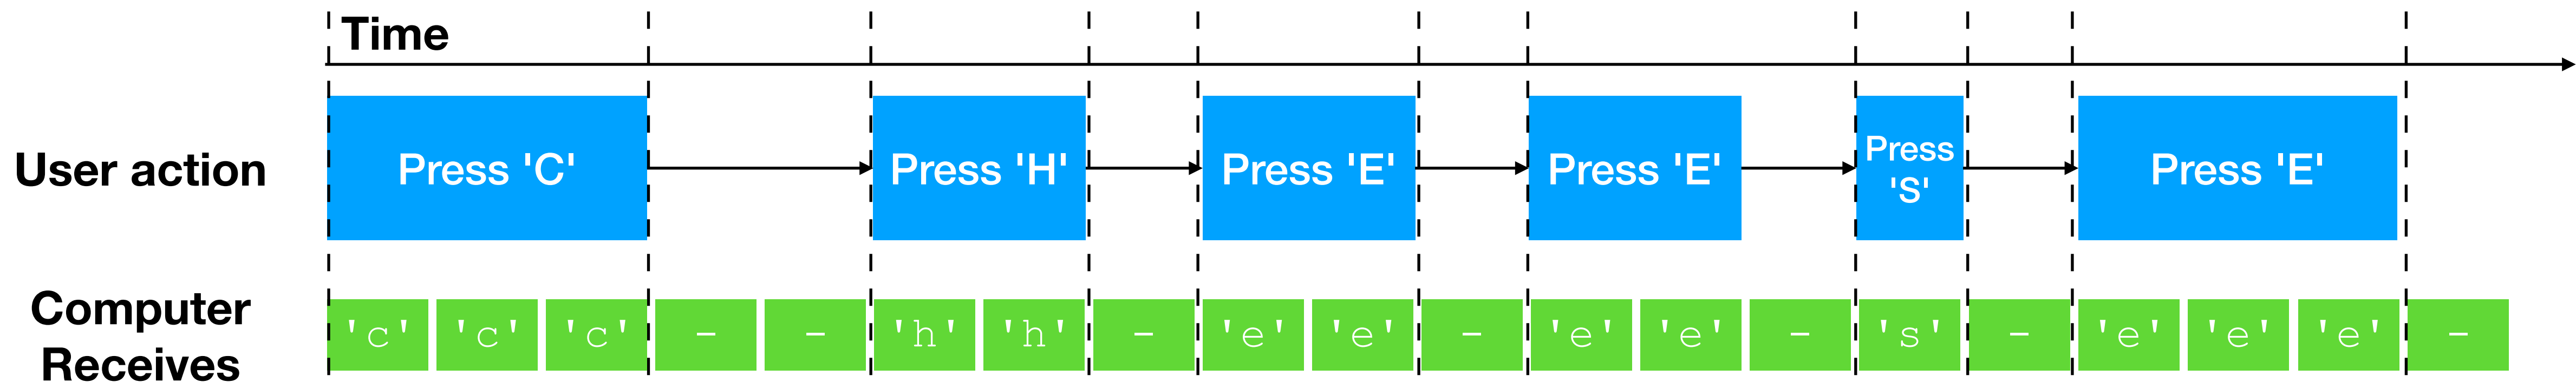 Time
User action
Press 'C' Press 'H' Press 'E' Press 'E' Press 'S' Press 'E'
Computer
Receives
'c' 'c' 'c' - - 'h' 'h' - 'e' 'e' - 'e' 'e' - 's' - 'e' 'e' 'e' -